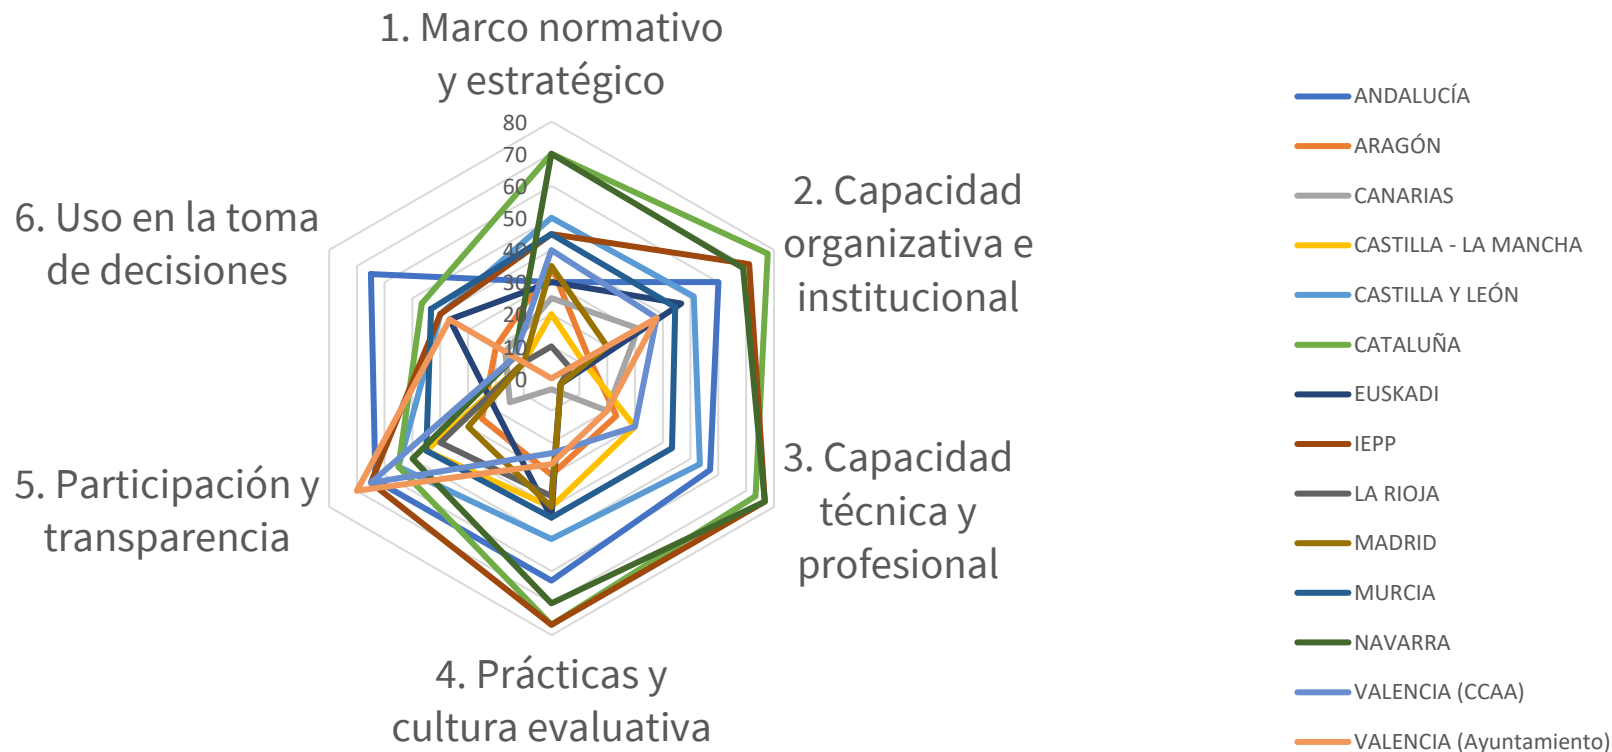 1. Marco normativo
y estratégico
80
70
60
50
40
30
20
10
0
2. Capacidad
organizativa e
institucional
3. Capacidad
técnica y
profesional
4. Prácticas y
cultura evaluativa
5. Participación y
transparencia
6. Uso en la toma
de decisiones
ANDALUCÍA
ARAGÓN
CANARIAS
CASTILLA - LA MANCHA
CASTILLA Y LEÓN
CATALUÑA
EUSKADI
IEPP
LA RIOJA
MADRID
MURCIA
NAVARRA
VALENCIA (CCAA)
VALENCIA (Ayuntamiento)